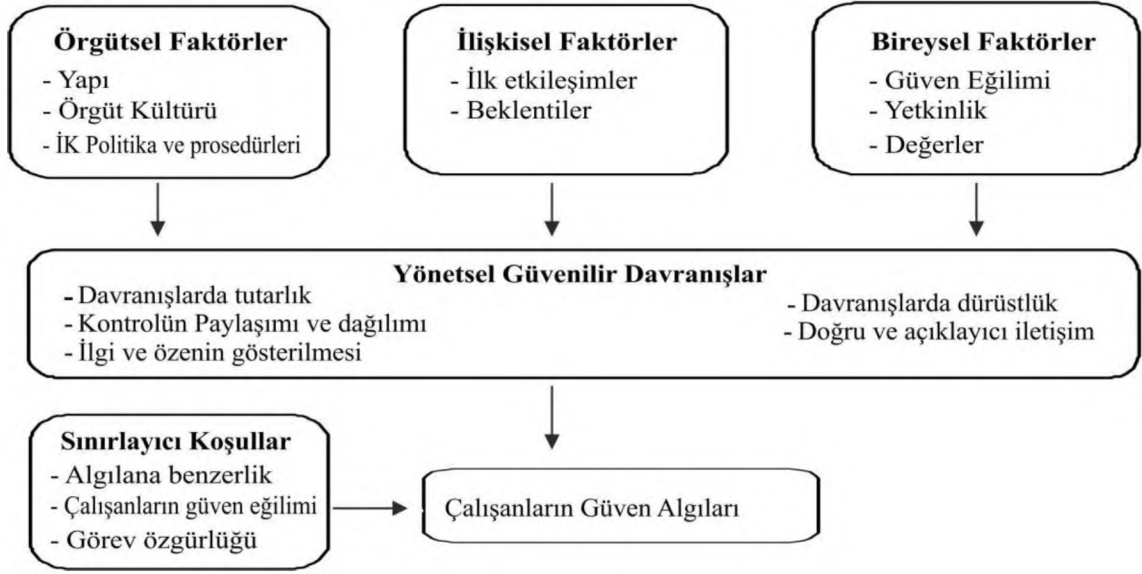 Örgütsel Faktörler
- Yapı
- Örgüt Kültürü
- İK Politika ve prosedürleri
İlişkisel Faktörler
- İlk etkileşimler
- Beklentiler
Bireysel Faktörler
- Güven Eğilimi
- Yetkinlik
- Değerler
Yönetsel Güvenilir Davranışlar
- Davranışlarda tutarlık
- Kontrolün Paylaşımı ve dağılımı
- İlgi ve özenin gösterilmesi
- Davranışlarda dürüstlük
- Doğru ve açıklayıcı iletişim
Sınırlayıcı Koşullar
- Algılana benzerlik
- Çalışanların güven eğilimi
- Görev özgürlüğü
Çalışanların Güven Algıları